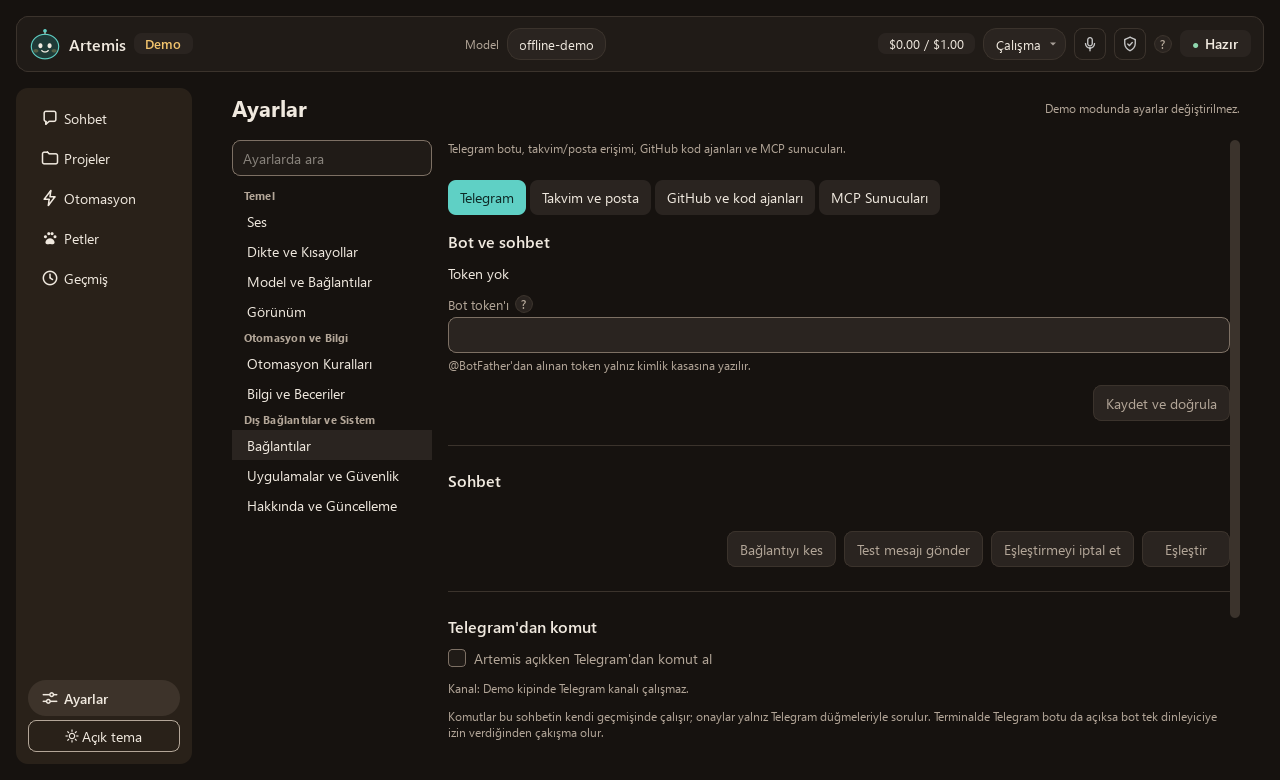 Artemis
Demo
Model
offline-demo
$0.00 / $1.00
Çalışma
?
Hazır
Sohbet
Projeler
Otomasyon
Petler
Geçmiş
Ayarlar
Açık tema
Ayarlar
Demo modunda ayarlar değiştirilmez.
Ayarlarda ara
Temel
Ses
Dikte ve Kısayollar
Model ve Bağlantılar
Görünüm
Otomasyon ve Bilgi
Otomasyon Kuralları
Bilgi ve Beceriler
Dış Bağlantılar ve Sistem
Bağlantılar
Uygulamalar ve Güvenlik
Hakkında ve Güncelleme
Telegram botu, takvim/posta erişimi, GitHub kod ajanları ve MCP sunucuları.
Telegram
Takvim ve posta
GitHub ve kod ajanları
MCP Sunucuları
Bot ve sohbet
Token yok
Bot token'ı ?
@BotFather'dan alınan token yalnız kimlik kasasına yazılır.
Kaydet ve doğrula
Sohbet
Bağlantıyı kes
Test mesajı gönder
Eşleştirmeyi iptal et
Eşleştir
Telegram'dan komut
Artemis açıkken Telegram'dan komut al
Kanal: Demo kipinde Telegram kanalı çalışmaz.
Komutlar bu sohbetin kendi geçmişinde çalışır; onaylar yalnız Telegram düğmeleriyle sorulur. Terminalde Telegram botu da açıksa bot tek dinleyiciye
izin verdiğinden çakışma olur.